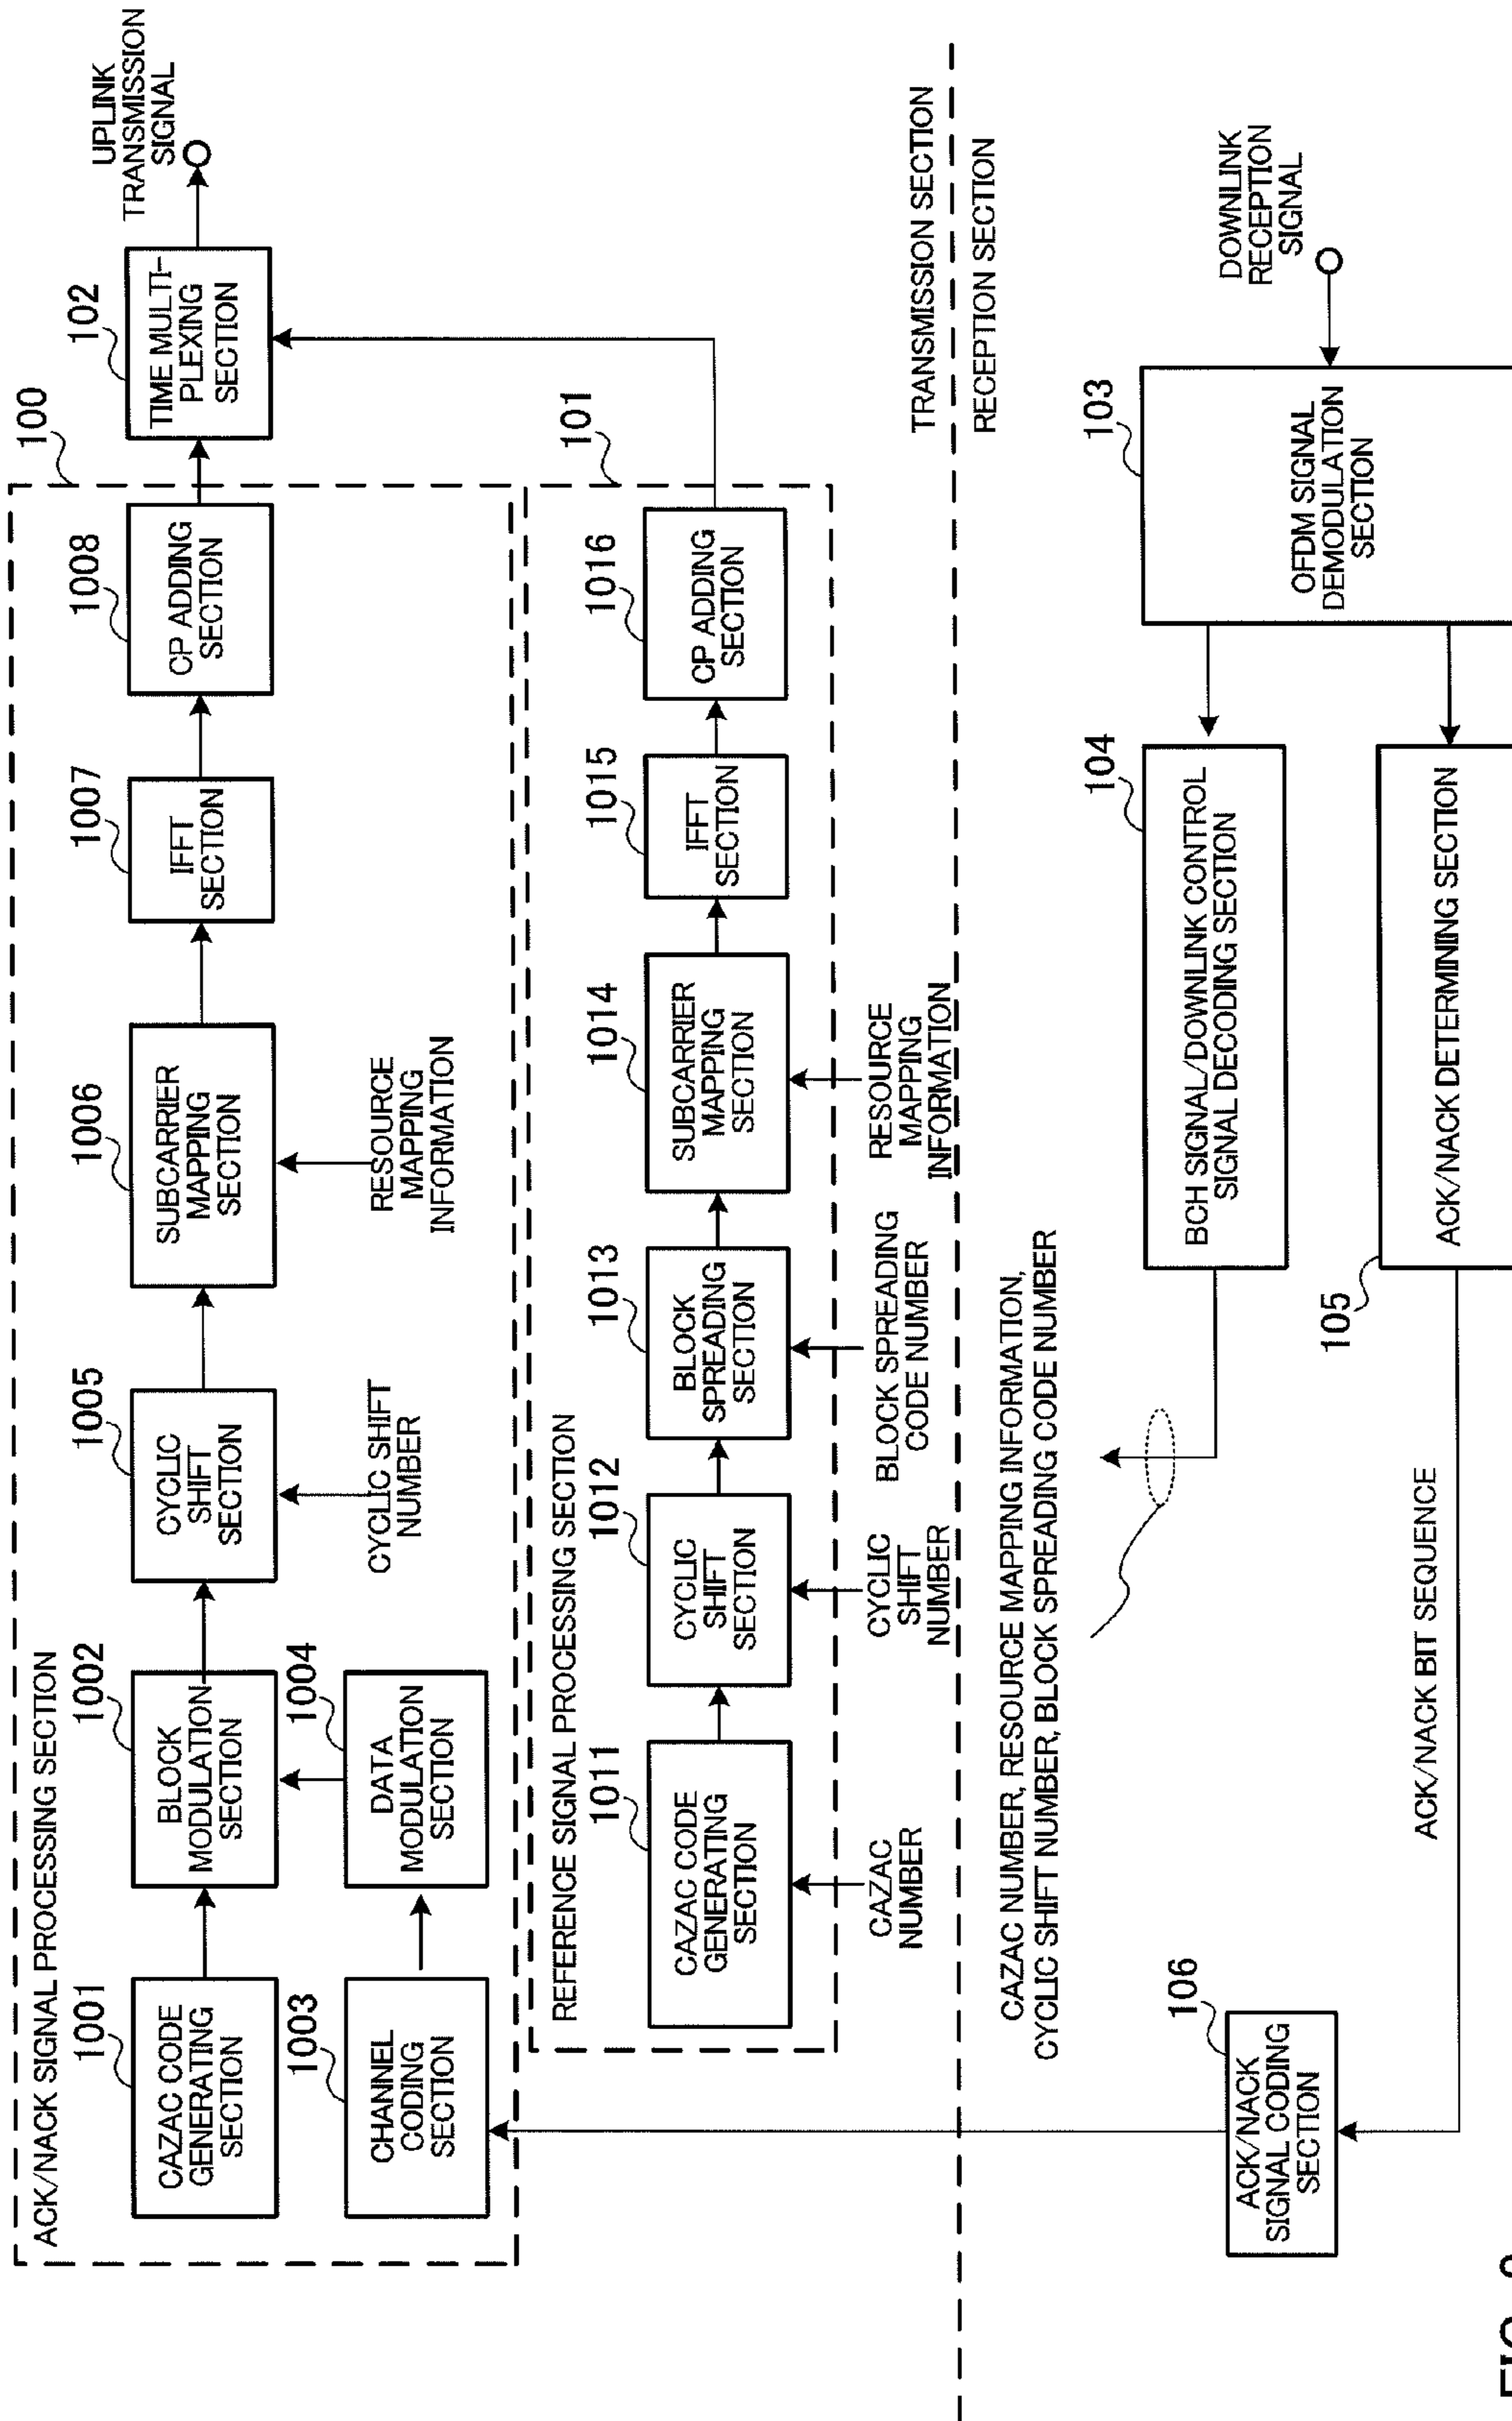 ACK/NACK SIGNAL PROCESSING SECTION
100
1001
CAZAC CODE
GENERATING
SECTION
1002
BLOCK
MODULATION
SECTION
1005
CYCLIC
SHIFT
SECTION
1006
SUBCARRIER
MAPPING
SECTION
1007
IFFT
SECTION
1008
CP ADDING
SECTION
102
TIME MULTI-
PLEXING
SECTION
UPLINK
TRANSMISSION
SIGNAL
1003
CHANNEL
CODING
SECTION
1004
DATA
MODULATION
SECTION
CYCLIC SHIFT
NUMBER
RESOURCE
MAPPING
INFORMATION
REFERENCE SIGNAL PROCESSING SECTION
101
1011
CAZAC CODE
GENERATING
SECTION
1012
CYCLIC
SHIFT
SECTION
1013
BLOCK
SPREADING
SECTION
1014
SUBCARRIER
MAPPING
SECTION
1015
IFFT
SECTION
1016
CP ADDING
SECTION
CAZAC
NUMBER
CYCLIC
SHIFT
NUMBER
BLOCK SPREADING
CODE NUMBER
RESOURCE
MAPPING
INFORMATION
TRANSMISSION SECTION
RECEPTION SECTION
CAZAC NUMBER, RESOURCE MAPPING INFORMATION,
CYCLIC SHIFT NUMBER, BLOCK SPREADING CODE NUMBER
104
BCH SIGNAL/DOWNLINK CONTROL
SIGNAL DECODING SECTION
103
OFDM SIGNAL
DEMODULATION
SECTION
DOWNLINK
RECEPTION
SIGNAL
106
ACK/NACK
SIGNAL CODING
SECTION
ACK/NACK BIT SEQUENCE
105
ACK/NACK DETERMINING SECTION